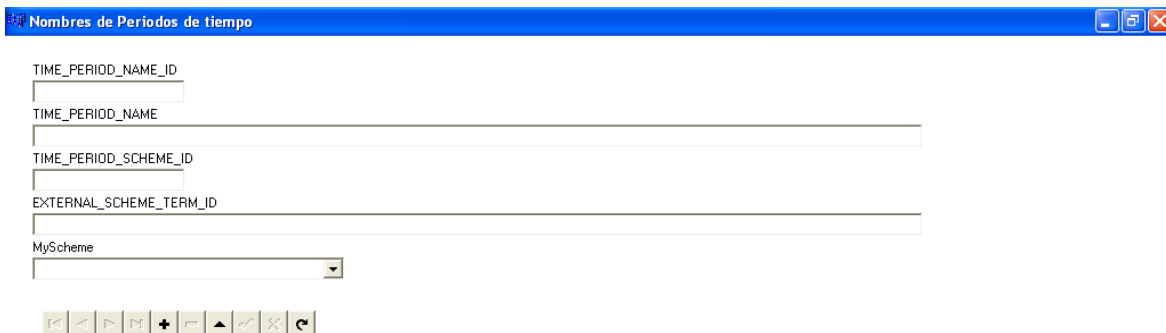 Nombres de Periodos de tiempo
TIME_PERIOD_NAME_ID
TIME_PERIOD_NAME
TIME_PERIOD_SCHEME_ID
EXTERNAL_SCHEME_TERM_ID
MyScheme